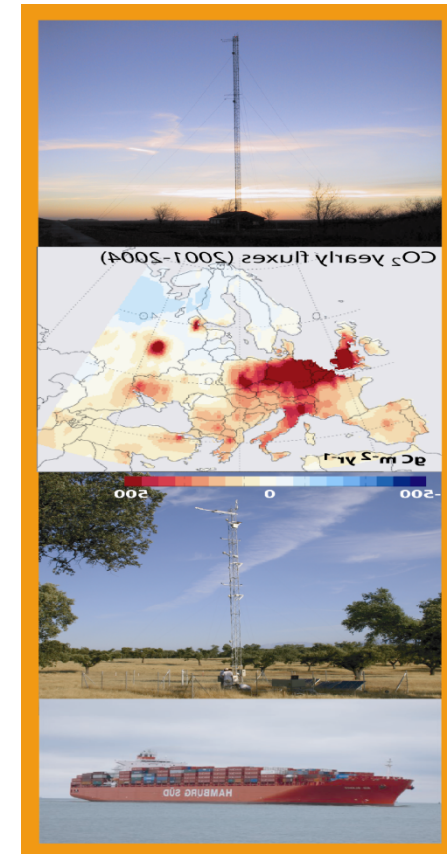 CO₂ yearly fluxes (2001-2004)
gC m⁻² yr⁻¹
-500 0 500
HAMBURG SÜD